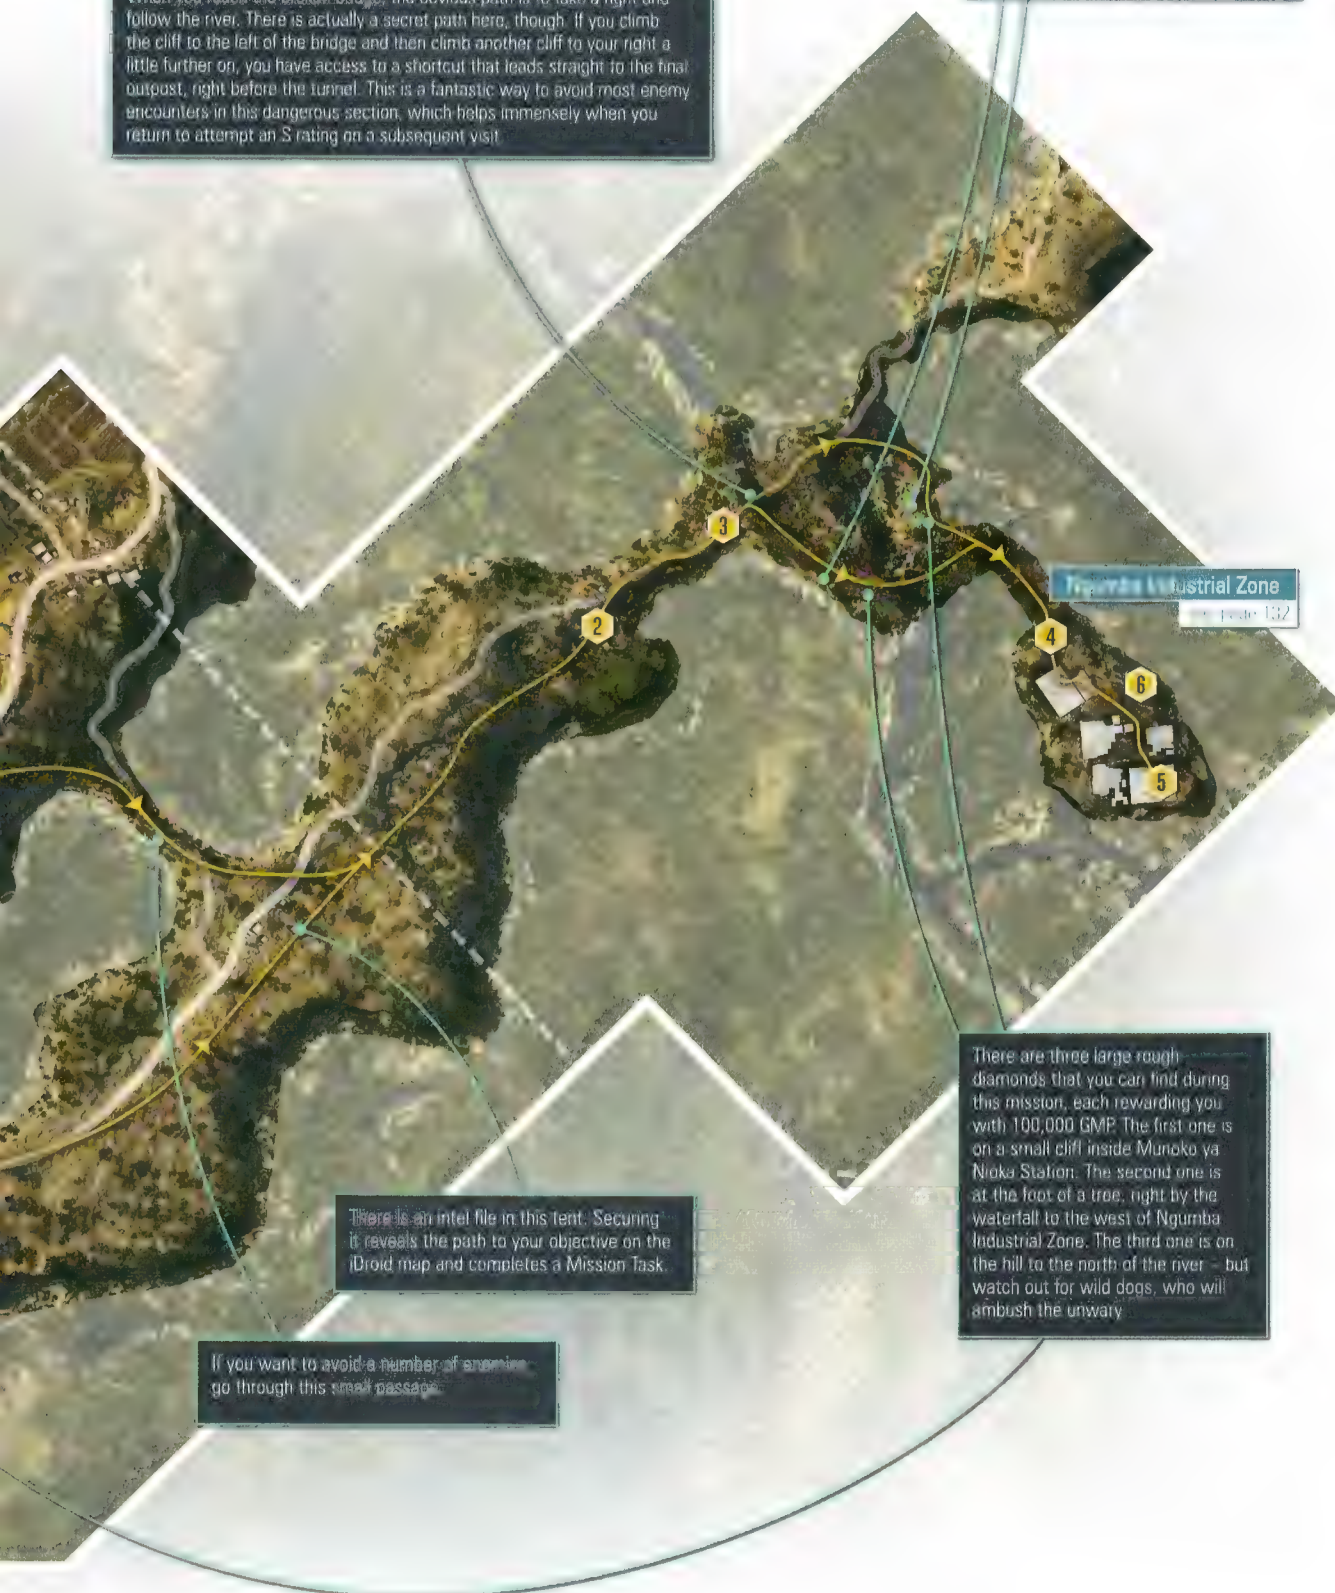 follow the river. There is actually a secret path here, though. If you climb
the cliff to the left of the bridge and then climb another cliff to your right a
little further on, you have access to a shortcut that leads straight to the final
outpost, right before the tunnel. This is a fantastic way to avoid most enemy
encounters in this dangerous section, which helps immensely when you
return to attempt an S rating on a subsequent visit.
3
2
Ngumba Industrial Zone
132
4
6
5
There are three large rough
diamonds that you can find during
this mission, each rewarding you
with 100,000 GMP. The first one is
on a small cliff inside Munoko ya
Nioka Station. The second one is
at the foot of a tree, right by the
waterfall to the west of Ngumba
Industrial Zone. The third one is on
the hill to the north of the river – but
watch out for wild dogs, who will
ambush the unwary.
There is an intel file in this tent. Securing
it reveals the path to your objective on the
iDroid map and completes a Mission Task.
If you want to avoid a number of enemies,
go through this small passage.